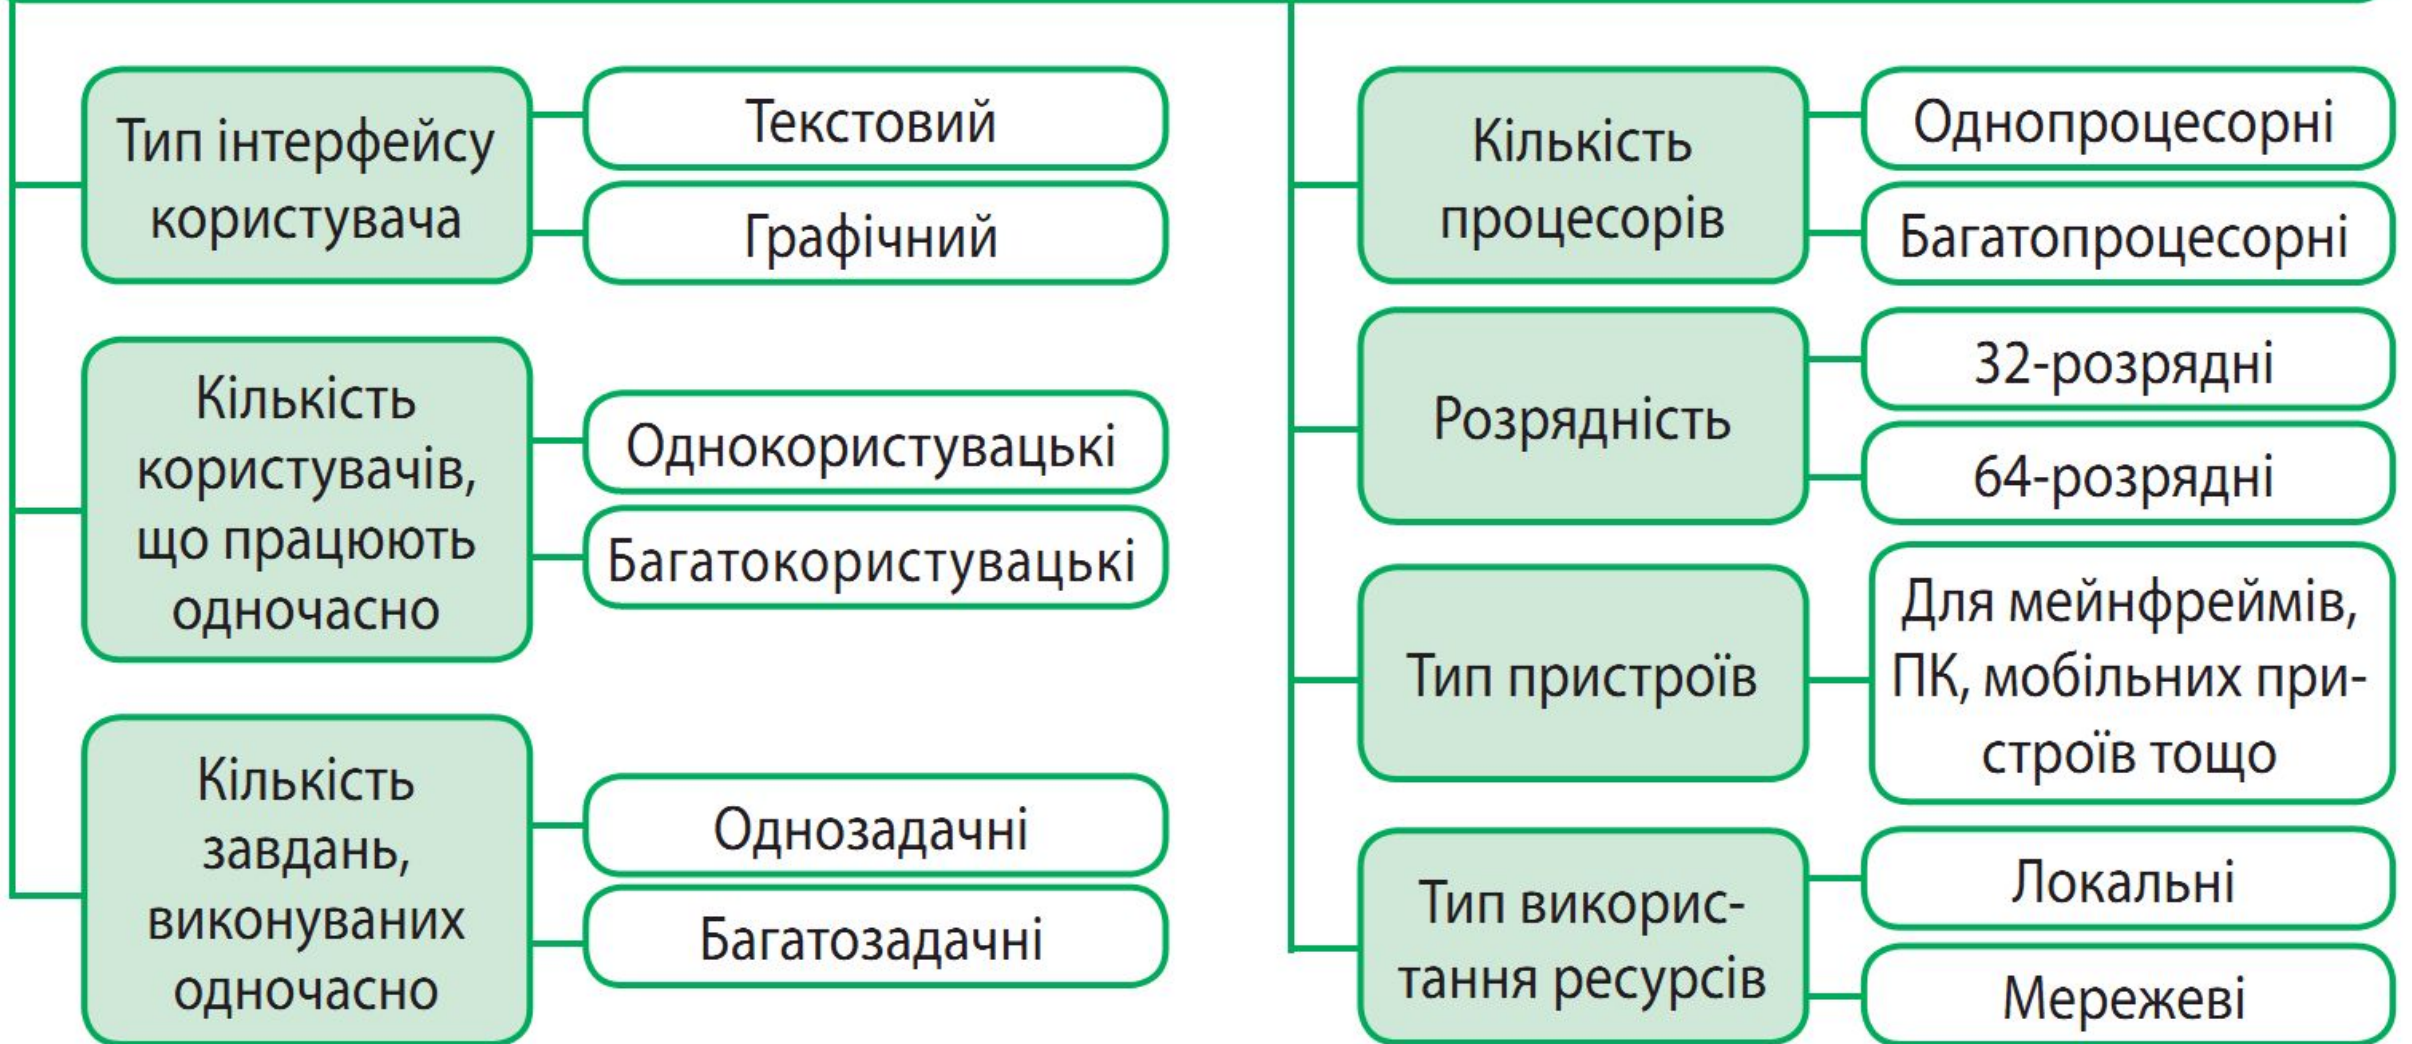 Тип інтерфейсу
користувача
Текстовий
Графічний
Кількість
користувачів,
що працюють
одночасно
Однокористувацькі
Багатокористувацькі
Кількість
завдань,
виконуваних
одночасно
Однозадачні
Багатозадачні
Кількість
процесорів
Однопроцесорні
Багатопроцесорні
Розрядність
32-розрядні
64-розрядні
Тип пристроїв
Для мейнфреймів,
ПК, мобільних при-
строїв тощо
Тип викорис-
тання ресурсів
Локальні
Мережеві